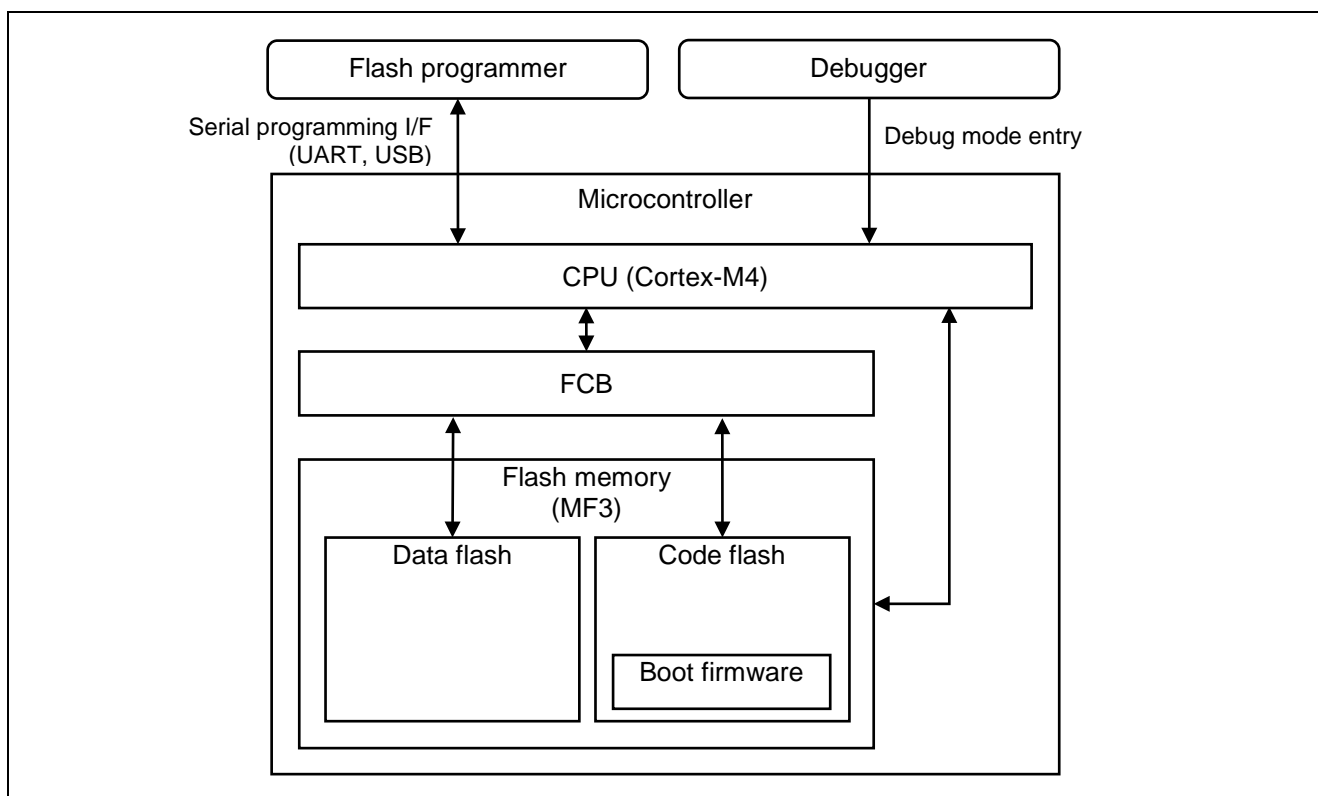 Flash programmer
Debugger
Serial programming I/F
(UART, USB)
Debug mode entry
Microcontroller
CPU (Cortex-M4)
FCB
Flash memory
(MF3)
Data flash
Code flash
Boot firmware